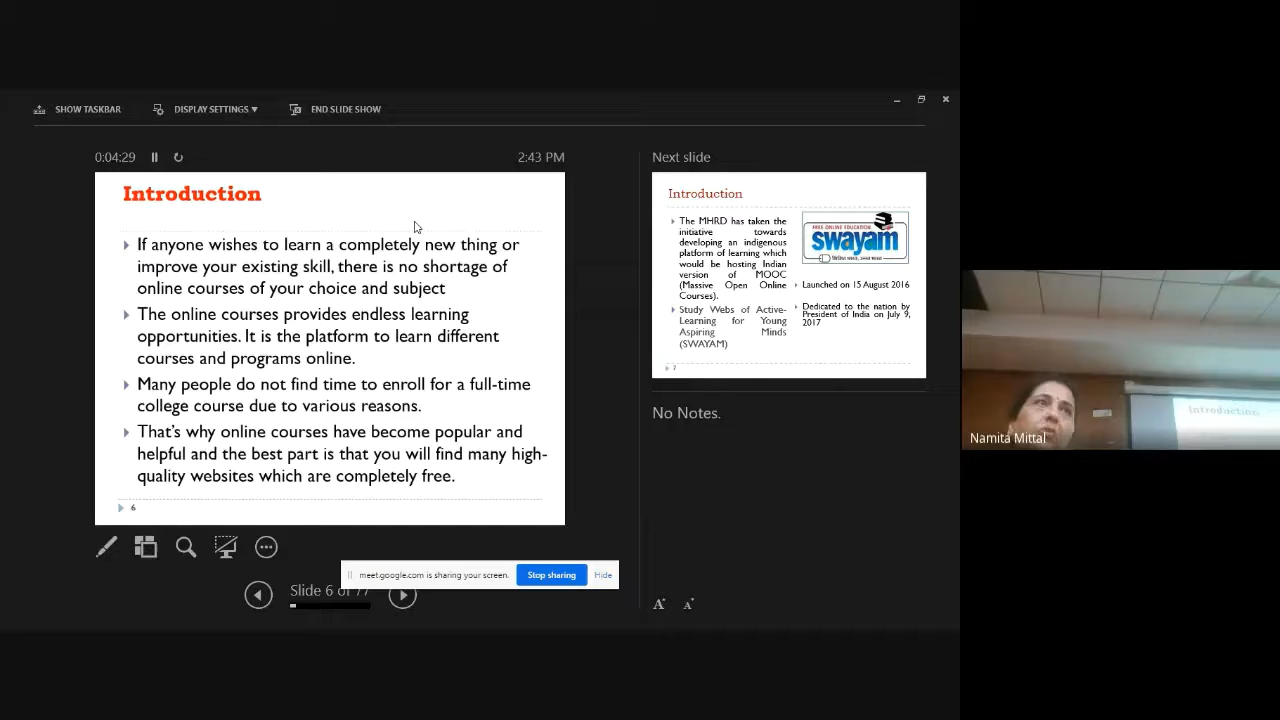 SHOW TASKBAR
DISPLAY SETTINGS
END SLIDE SHOW
0:04:29
2:43 PM
Introduction
If anyone wishes to learn a completely new thing or
improve your existing skill, there is no shortage of
online courses of your choice and subject
The online courses provides endless learning
opportunities. It is the platform to learn different
courses and programs online.
Many people do not find time to enroll for a full-time
college course due to various reasons.
That's why online courses have become popular and
helpful and the best part is that you will find many high-
quality websites which are completely free.
6
meet.google.com is sharing your screen.
Stop sharing
Hide
Slide 6 of 77
Next slide
Introduction
The MHRD has taken the
initiative towards
developing an indigenous
platform of learning which
would be hosting Indian
version of MOOC
(Massive Open Online
Courses).
Study Webs of Active-
Learning for Young
Aspiring Minds
(SWAYAM)
FREE ONLINE EDUCATION
swayam
Launched on 15 August 2016
Dedicated to the nation by
President of India on July 9,
2017
7
No Notes.
A
A
Introduction
Namita Mittal